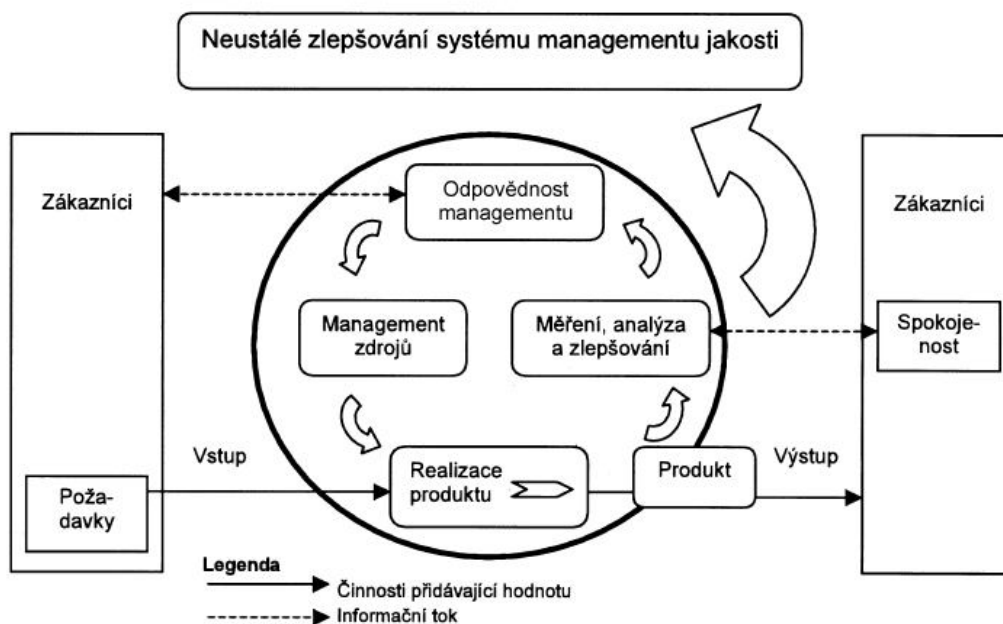 Neustálé zlepšování systému managementu jakosti
Zákazníci
Odpovědnost
managementu
Zákazníci
Management
zdrojů
Měření, analýza
a zlepšování
Spokoje-
nost
Vstup
Realizace
produktu
Produkt
Výstup
Poža-
davky
Legenda
Činnosti přidávající hodnotu
Informační tok